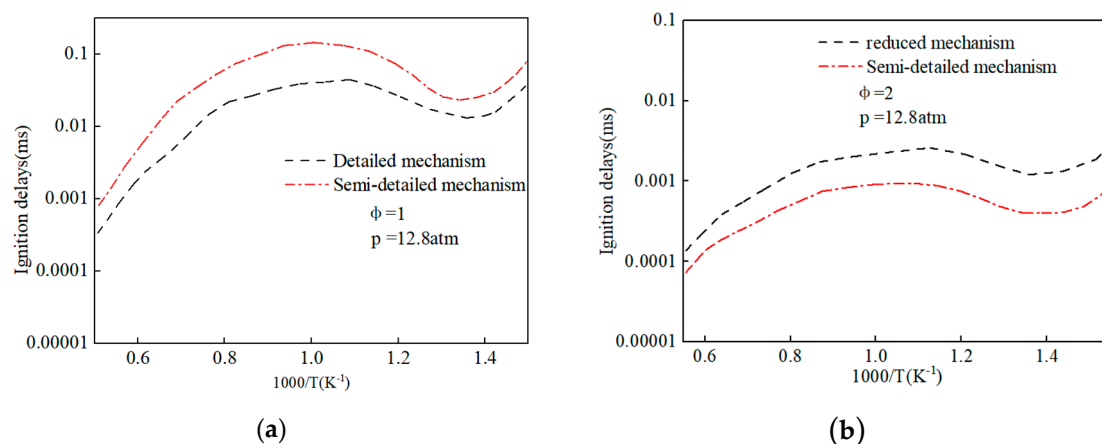 Ignition delays(ms)
0.1
0.01
0.001
0.0001
0.00001
Detailed mechanism
Semi-detailed mechanism
ϕ =1
p =12.8atm
0.6 0.8 1.0 1.2 1.4
1000/T(K⁻¹)
(a)
Ignition delays(ms)
0.1
0.01
0.001
0.0001
0.00001
reduced mechanism
Semi-detailed mechanism
ϕ =2
p =12.8atm
0.6 0.8 1.0 1.2 1.4
1000/T(K⁻¹)
(b)